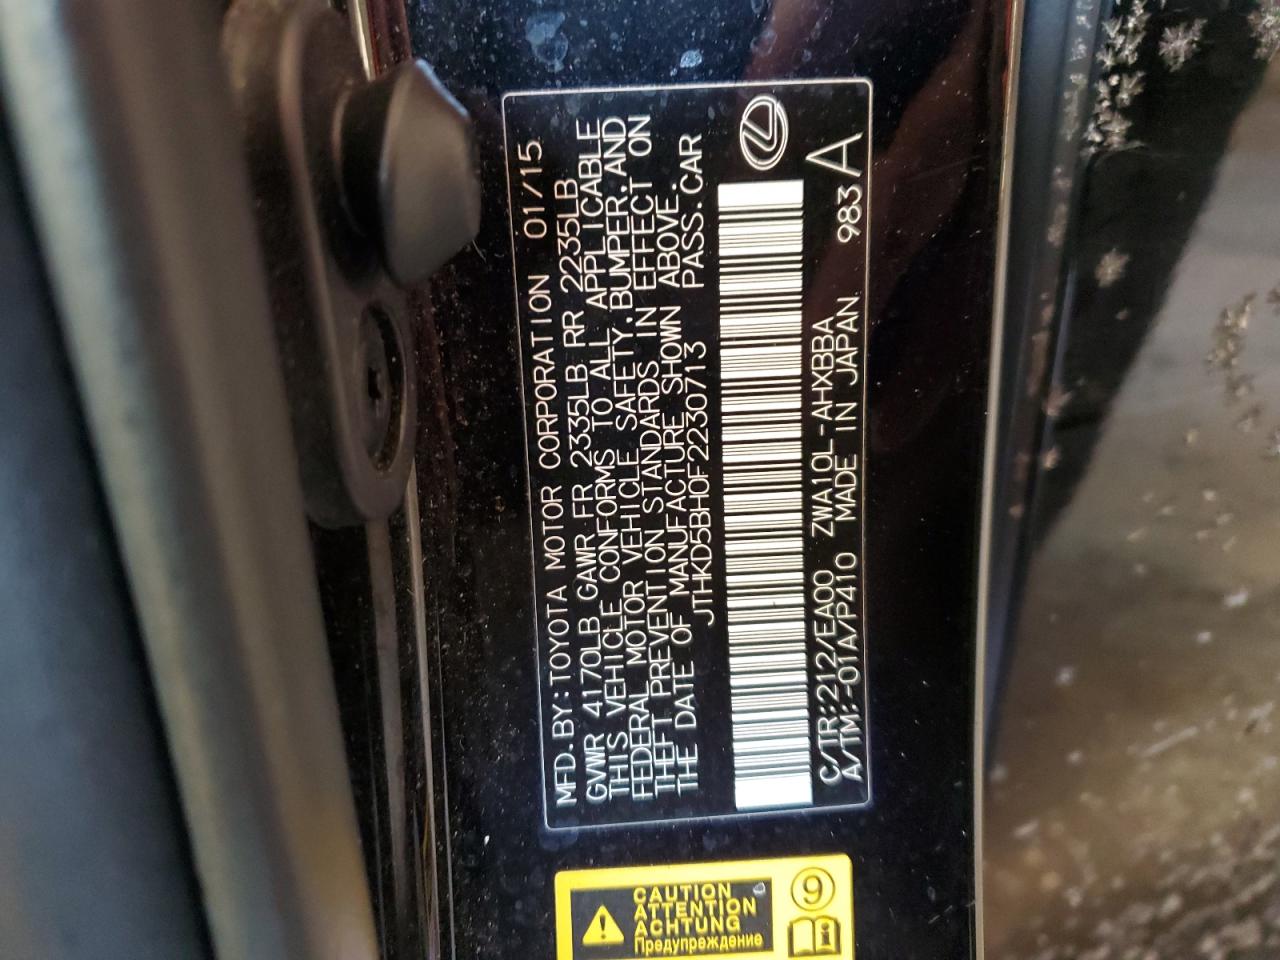 MFD.BY:TOYOTA MOTOR CORPORATION 01/15
GVWR 4170LB GAWR FR 2335LB RR 2235LB
THIS VEHICLE CONFORMS TO ALL APPLICABLE
FEDERAL MOTOR VEHICLE SAFETY,BUMPER,AND
THEFT PREVENTION STANDARDS IN EFFECT ON
THE DATE OF MANUFACTURE SHOWN ABOVE.
JTHKD5BH0F2230713 PASS.CAR
C/TR:212/EA00 ZWA10L-AHXBBA 983 A
A/TM:-01A/P410 MADE IN JAPAN
CAUTION
ATTENTION
ACHTUNG
Предупреждение
9